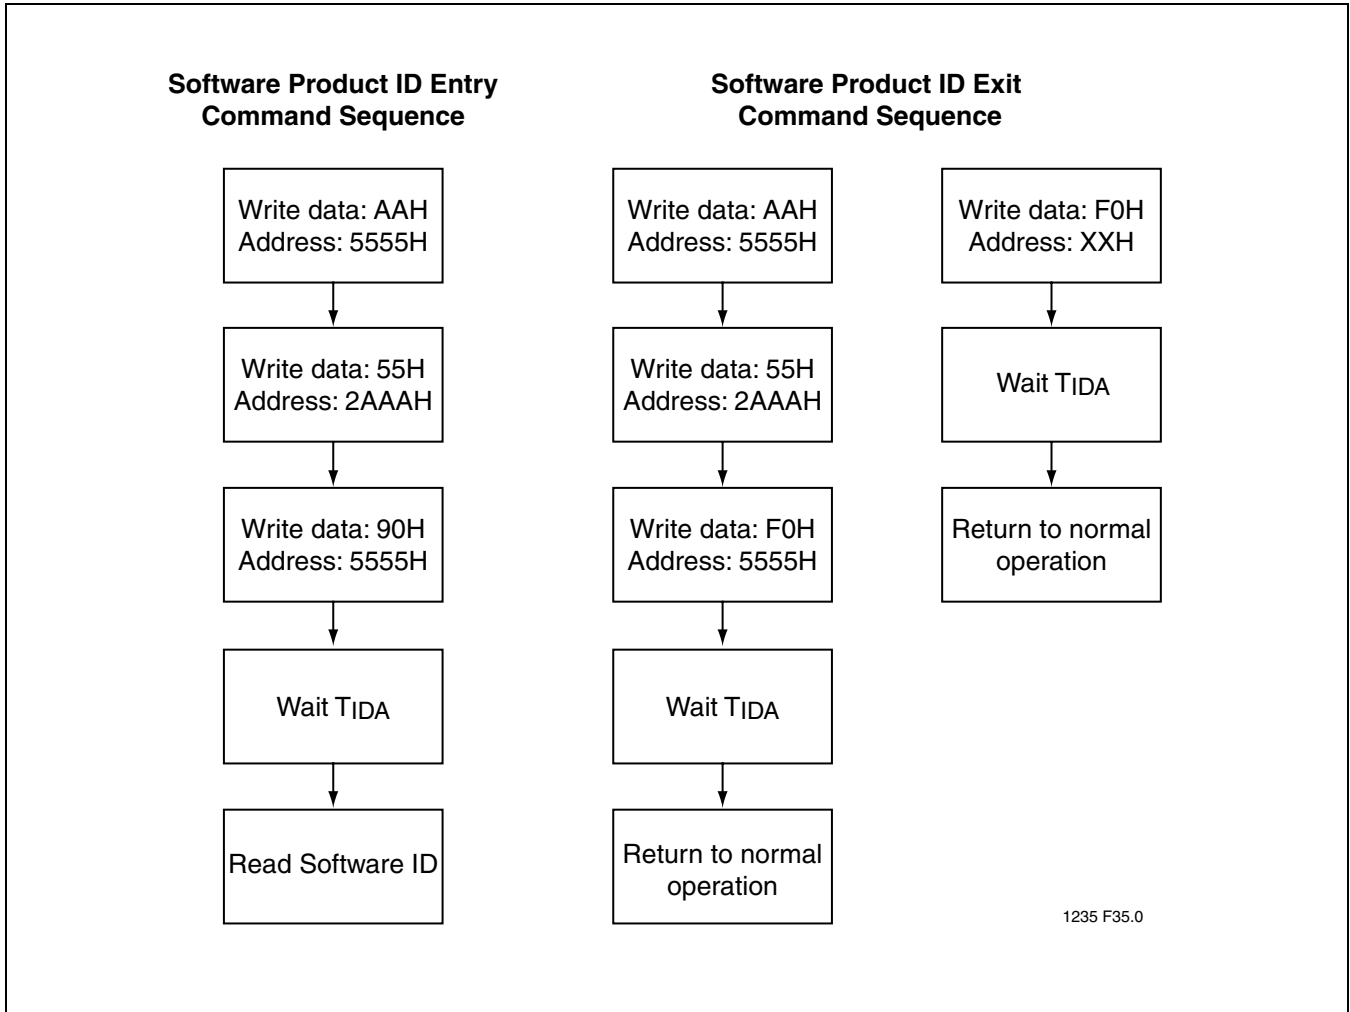 Software Product ID Entry
Command Sequence
Write data: AAH
Address: 5555H
Write data: 55H
Address: 2AAAH
Write data: 90H
Address: 5555H
Wait TIDA
Read Software ID
Software Product ID Exit
Command Sequence
Write data: AAH
Address: 5555H
Write data: 55H
Address: 2AAAH
Write data: F0H
Address: 5555H
Wait TIDA
Return to normal
operation
Write data: F0H
Address: XXH
Wait TIDA
Return to normal
operation
1235 F35.0